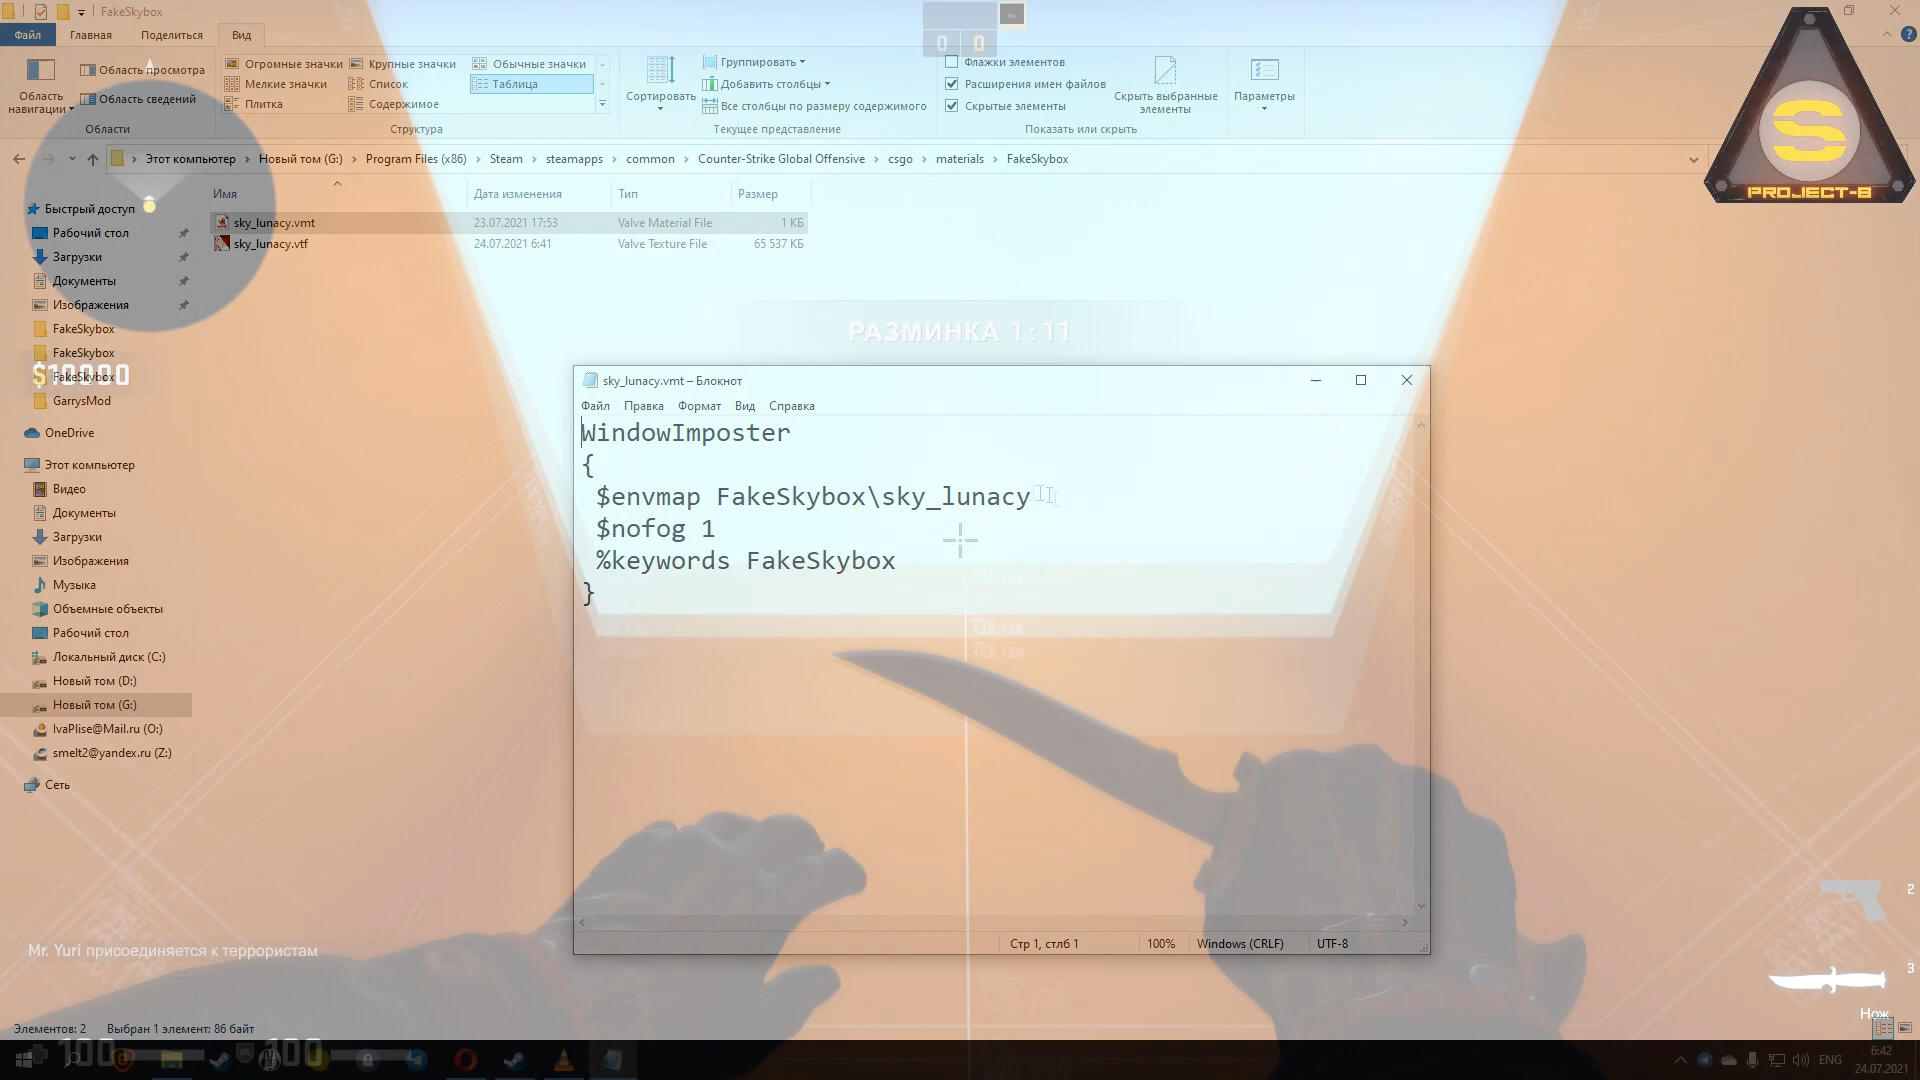 FakeSkybox
Файл
Главная
Поделиться
Вид
0 0
Область навигации
Область просмотра
Область сведений
Области
Огромные значки
Крупные значки
Обычные значки
Мелкие значки
Список
Таблица
Плитка
Содержимое
Структура
Сортировать
Группировать
Добавить столбцы
Все столбцы по размеру содержимого
Текущее представление
Флажки элементов
Расширения имен файлов
Скрытые элементы
Скрыть выбранные элементы
Показать или скрыть
Параметры
S
PROJECT-8
Этот компьютер > Новый том (G:) > Program Files (x86) > Steam > steamapps > common > Counter-Strike Global Offensive > csgo > materials > FakeSkybox
Имя Дата изменения Тип Размер
sky_lunacy.vmt 23.07.2021 17:53 Valve Material File 1 КБ
sky_lunacy.vtf 24.07.2021 6:41 Valve Texture File 65 537 КБ
Быстрый доступ
Рабочий стол
Загрузки
Документы
Изображения
FakeSkybox
FakeSkybox
FakeSkybox
$10000
GarrysMod
OneDrive
Этот компьютер
Видео
Документы
Загрузки
Изображения
Музыка
Объемные объекты
Рабочий стол
Локальный диск (C:)
Новый том (D:)
Новый том (G:)
IvaPlise@Mail.ru (O:)
smelt2@yandex.ru (Z:)
Сеть
РАЗМИНКА 1:11
sky_lunacy.vmt – Блокнот
Файл Правка Формат Вид Справка
WindowImposter
{
$envmap FakeSkybox\sky_lunacy
$nofog 1
%keywords FakeSkybox
}
128.128
128.128
Стр 1, стлб 1
100%
Windows (CRLF)
UTF-8
2
3
Нож
Mr. Yuri присоединяется к террористам
Элементов: 2
Выбран 1 элемент: 86 байт
100
100
ENG
6:42
24.07.2021